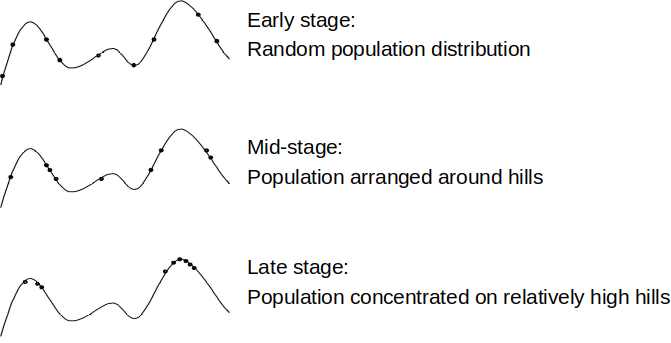 Early stage:
Random population distribution
Mid-stage:
Population arranged around hills
Late stage:
Population concentrated on relatively high hills